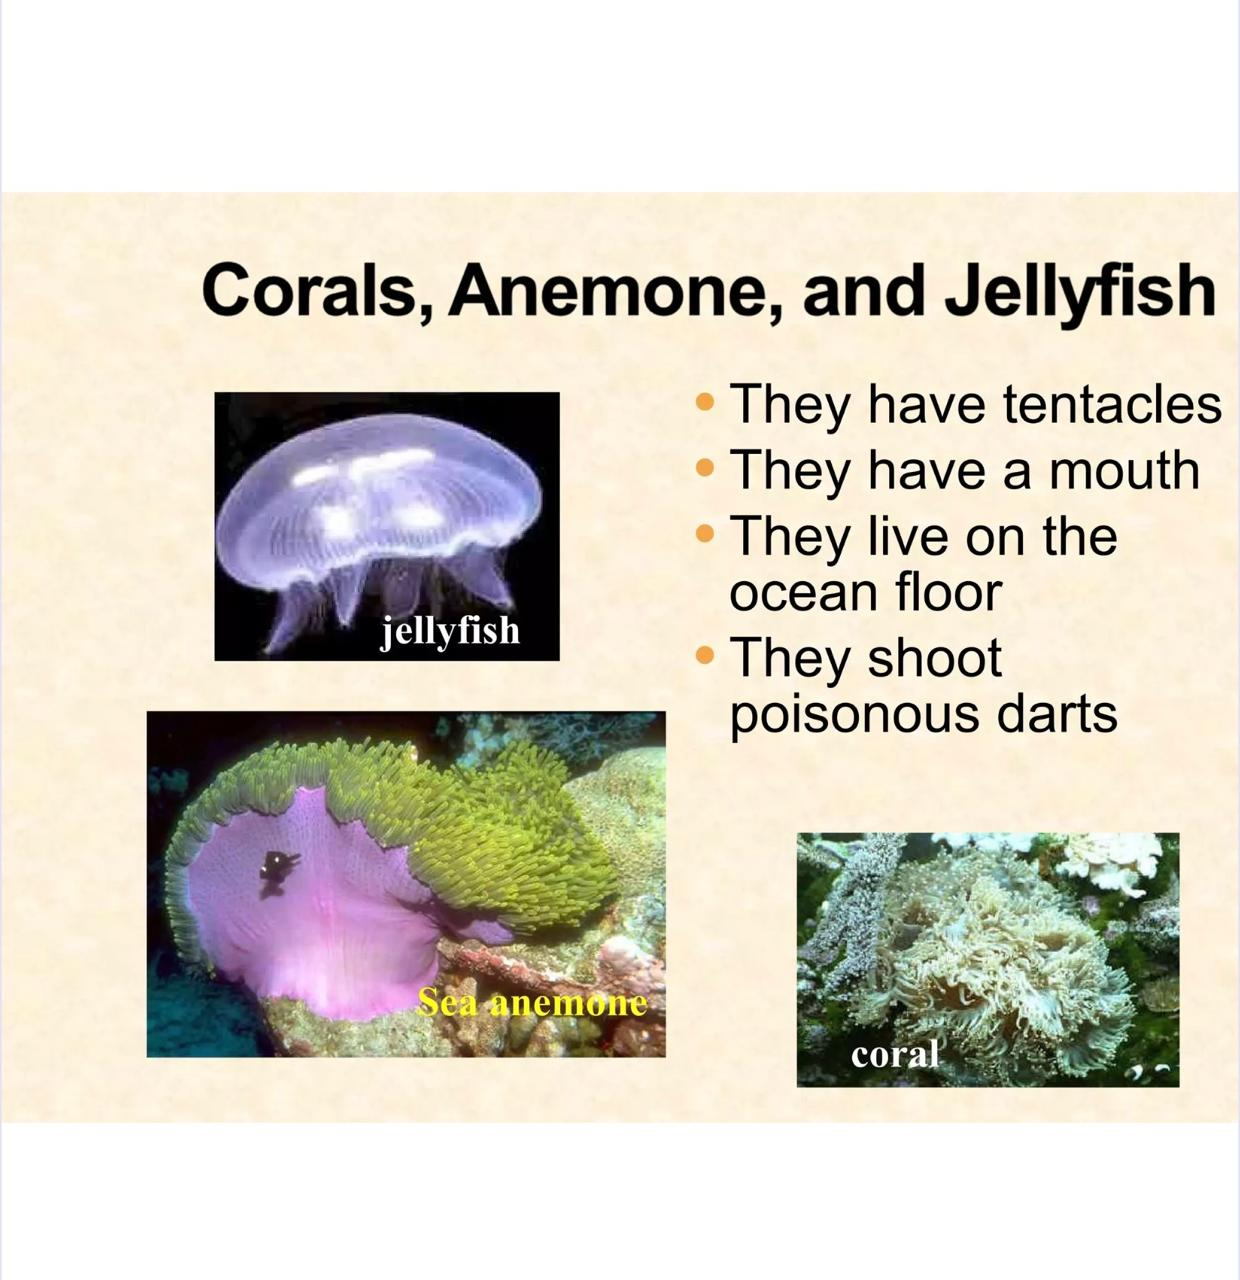 Corals, Anemone, and Jellyfish
• They have tentacles
• They have a mouth
• They live on the
ocean floor
• They shoot
poisonous darts
jellyfish
Sea anemone
coral